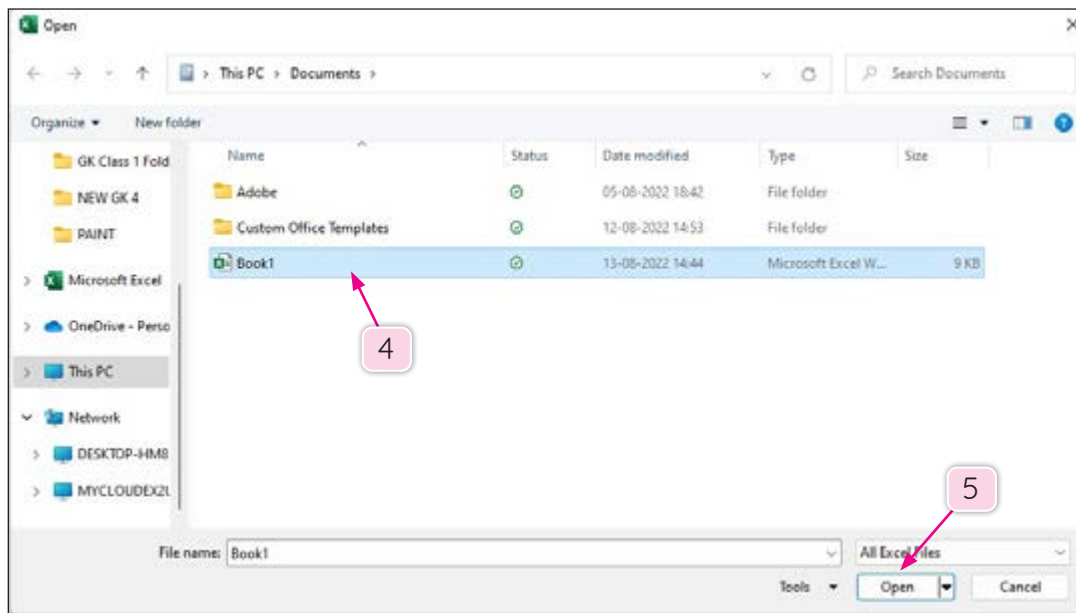 Open
This PC > Documents >
Search Documents
Organize
New folder
Name Status Date modified Type Size
GK Class 1 Fold
NEW GK 4
PAINT
Microsoft Excel
OneDrive - Perso
This PC
Network
DESKTOP-HM8
MYCLOUDEX2U
Adobe 05-08-2022 18:42 File folder
Custom Office Templates 12-08-2022 14:53 File folder
Book1 13-08-2022 14:44 Microsoft Excel W... 9 KB
4
5
File name: Book1 All Excel Files
Tools Open Cancel